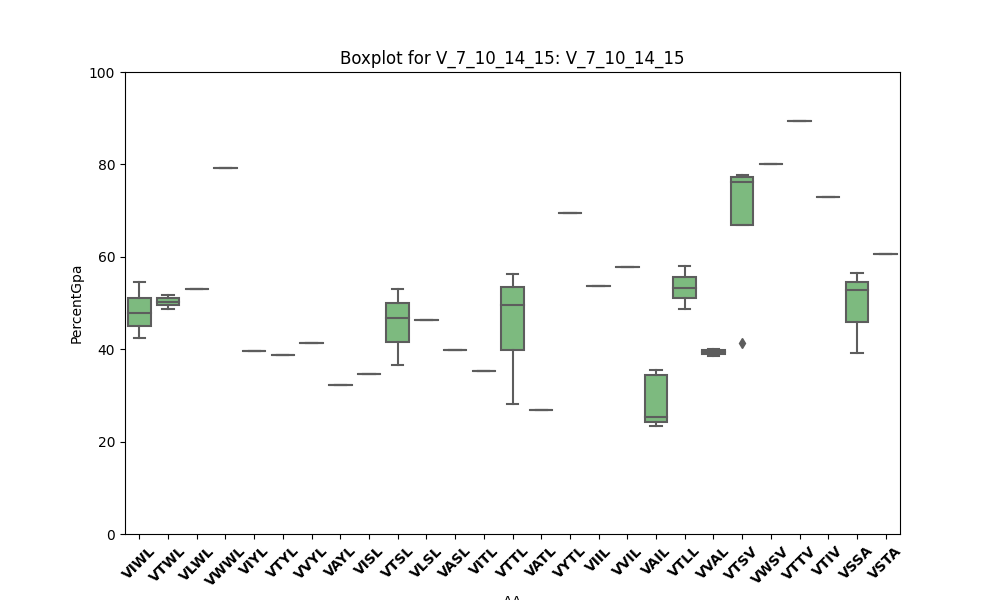 Boxplot for V_7_10_14_15: V_7_10_14_15
100
80
60
40
20
0
PercentGpa
VIWL VTWL VLWL VWWL VIYL VTYL VVYL VAYL VISL VTSL VLSL VASL VITL VTTL VATL VYTL VIIL VVIL VAIL VTLL VVAL VTSV VWSV VTTV VTIV VSSA VSTA
AA